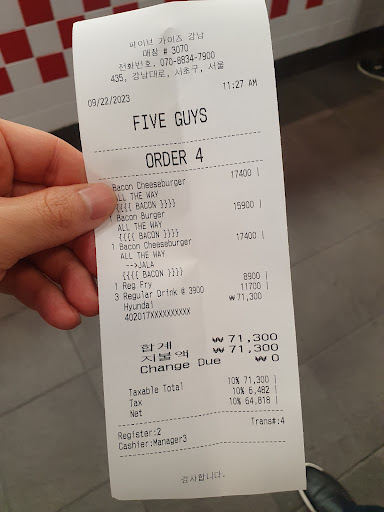 파이브 가이즈 강남
매장 # 3070
전화번호, 070-8834-7900
435, 강남대로, 서초구, 서울
09/22/2023 11:27 AM
FIVE GUYS
ORDER 4
Bacon Cheeseburger 17400 |
ALL THE WAY
{{{{ BACON }}}}
1 Bacon Burger 15900 |
ALL THE WAY
{{{{ BACON }}}}
1 Bacon Cheeseburger 17400 |
ALL THE WAY
-->JALA
{{{{ BACON }}}}
1 Reg Fry 8900 |
3 Regular Drink @ 3900 11700 |
Hyundai ₩71,300
402017XXXXXXXXXX
합계 ₩ 71,300
지불액 ₩ 71,300
Change Due ₩ 0
Taxable Total 10% 71,300 |
Tax 10% 6,482 |
Net 10% 64,818 |
Register:2 Trans#:4
Cashier:Manager3
감사합니다.